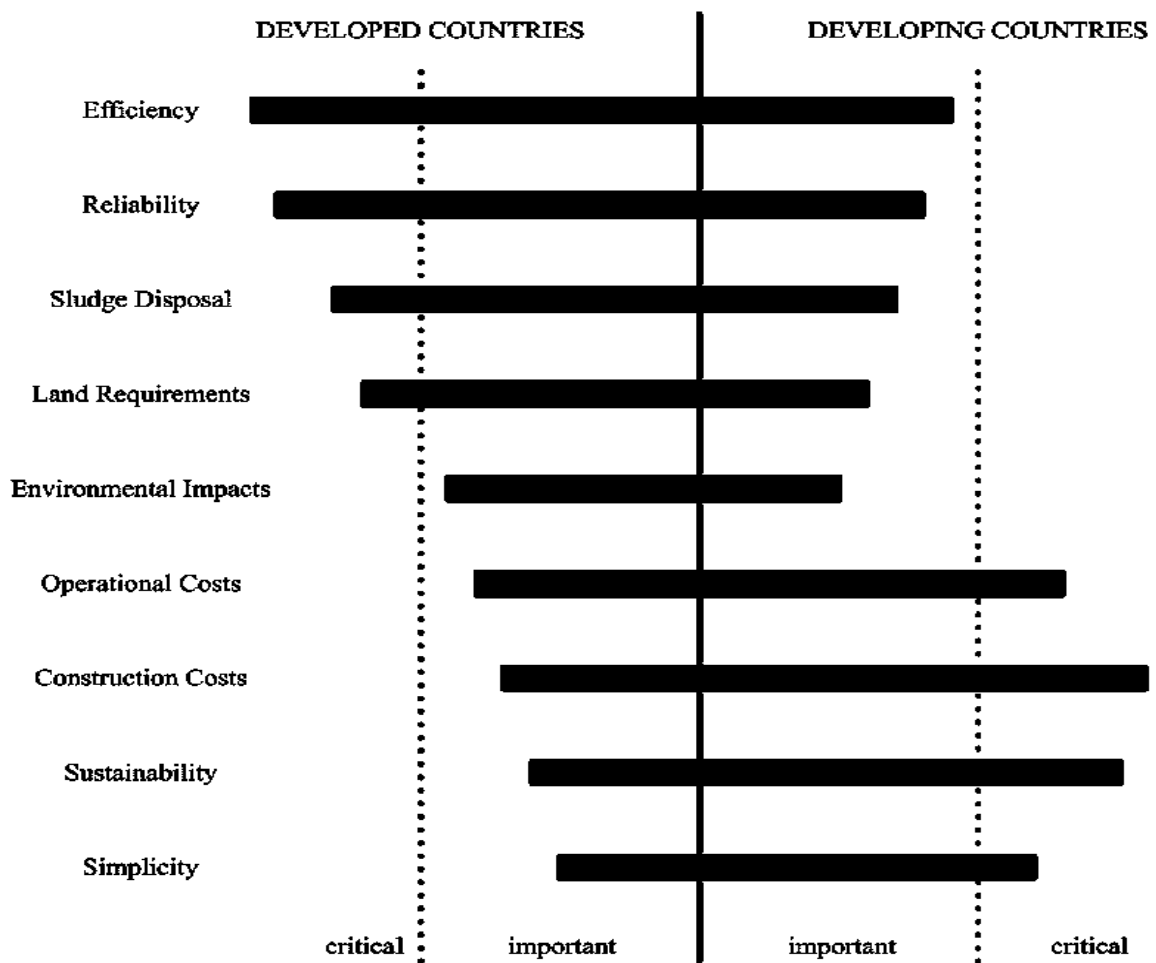 DEVELOPED COUNTRIES DEVELOPING COUNTRIES
Efficiency
Reliability
Sludge Disposal
Land Requirements
Environmental Impacts
Operational Costs
Construction Costs
Sustainability
Simplicity
critical important important critical